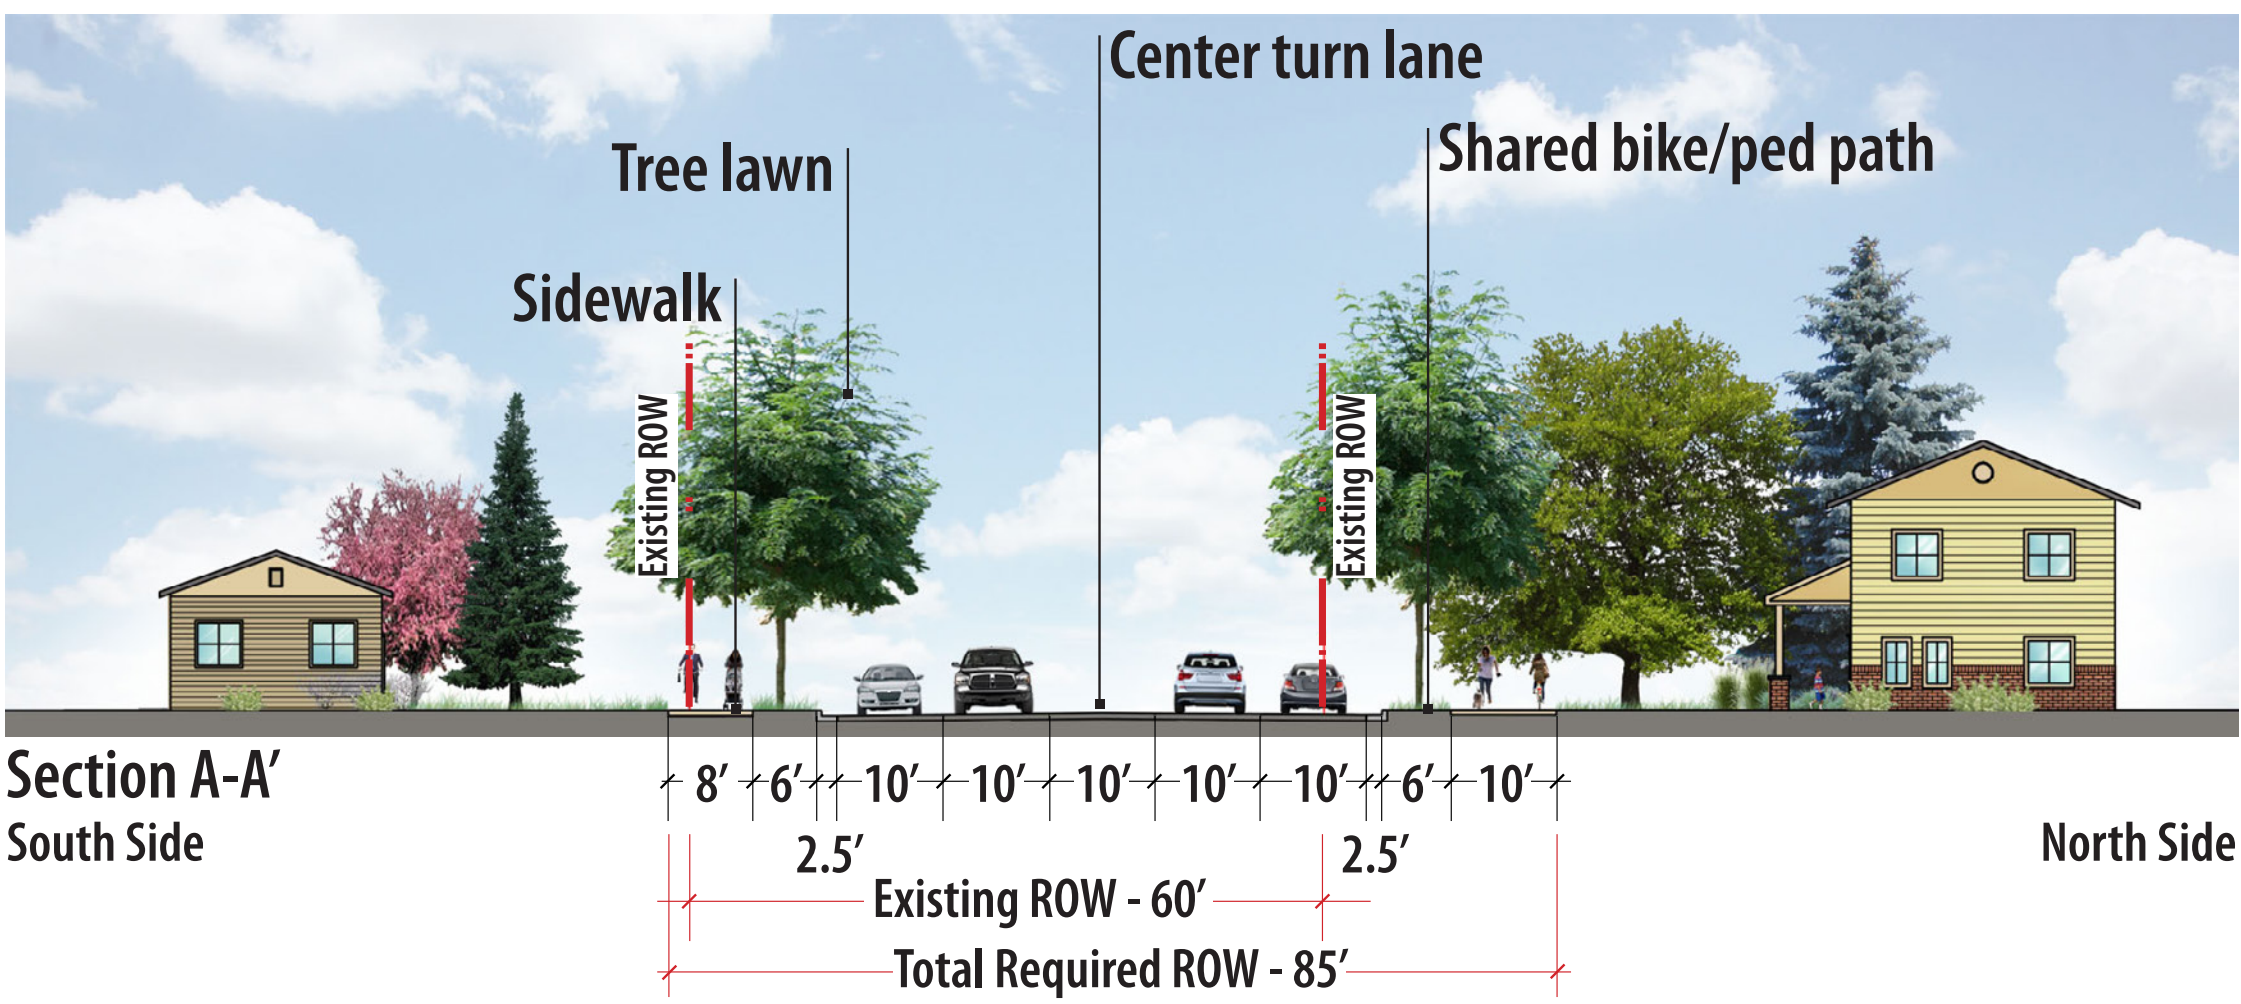 Center turn lane
Shared bike/ped path
Tree lawn
Sidewalk
Existing ROW
Existing ROW
Section A-A’
South Side
North Side
8’ 6’ 10’ 10’ 10’ 10’ 10’ 6’ 10’
2.5’ 2.5’
Existing ROW - 60’
Total Required ROW - 85’